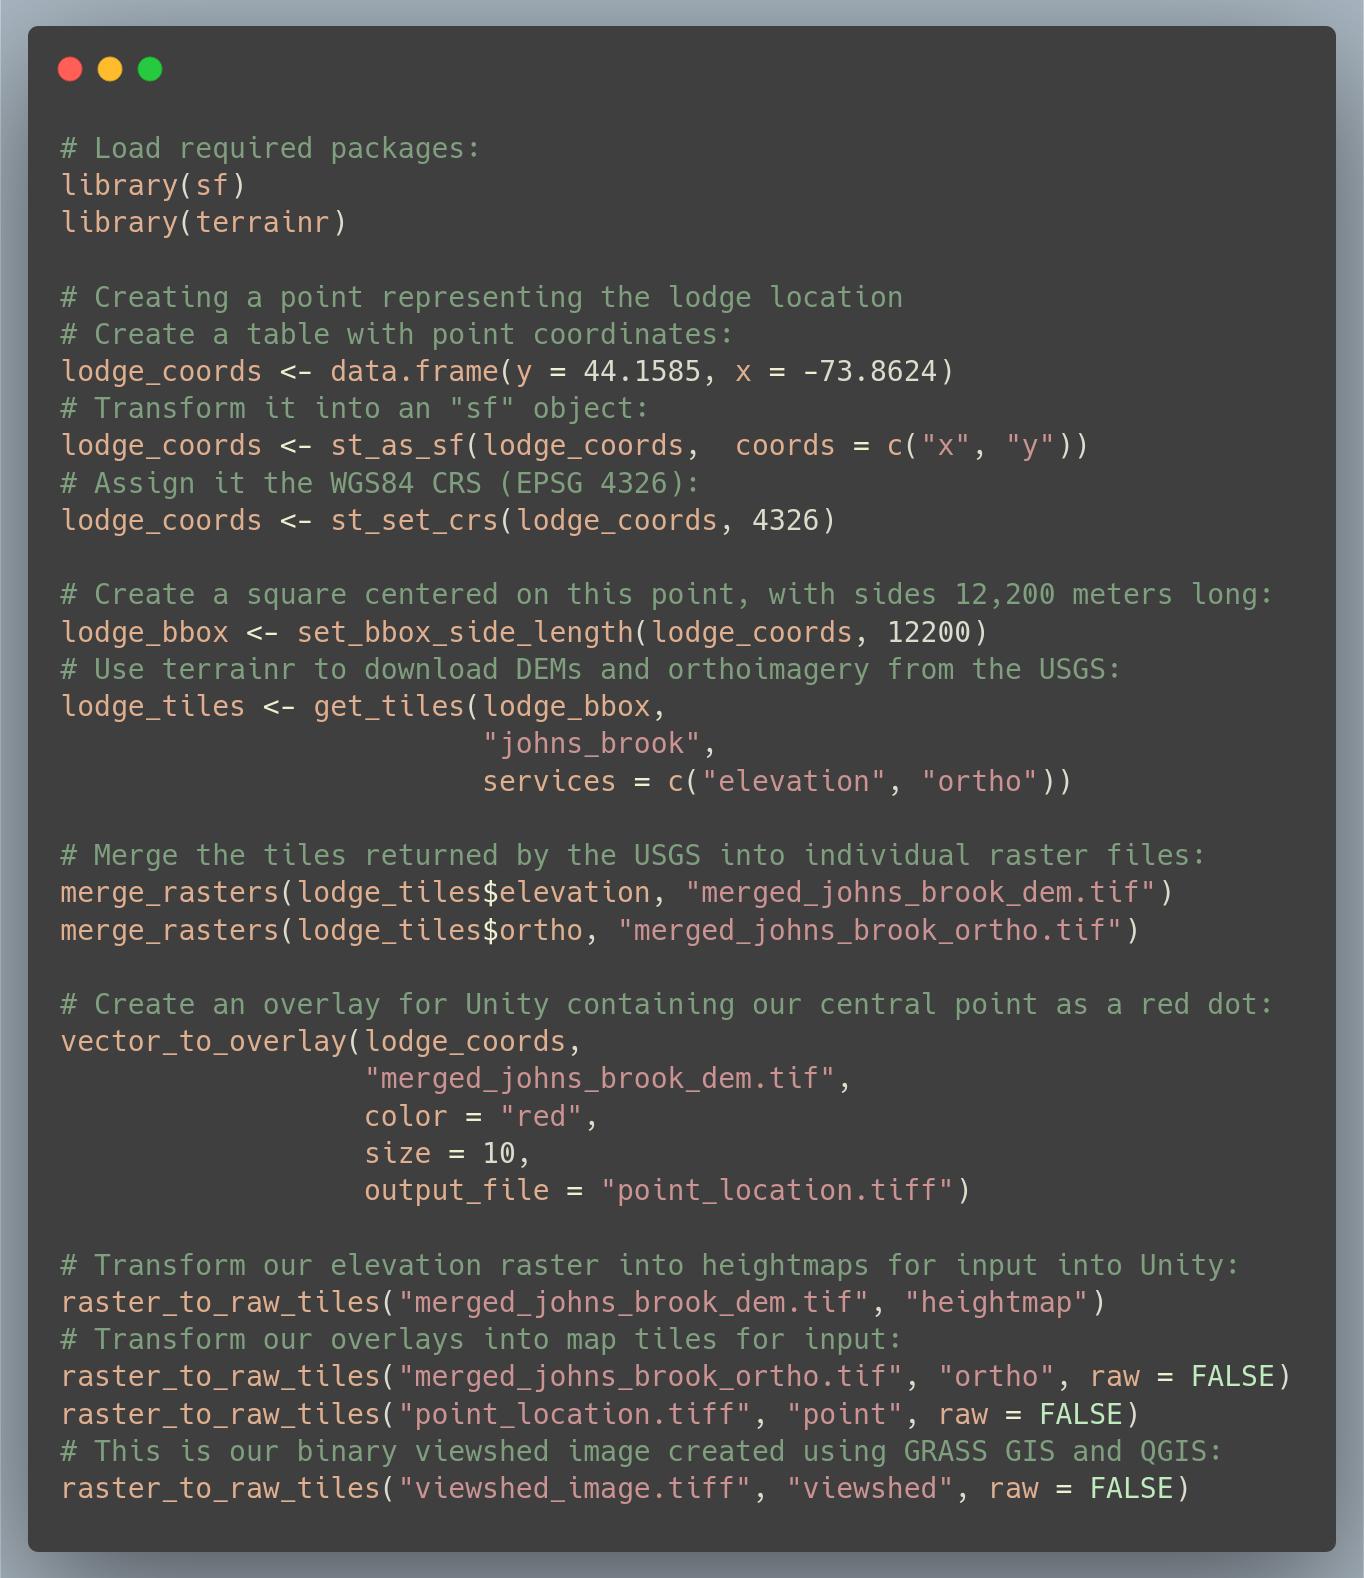 # Load required packages:
library(sf)
library(terrainr)

# Creating a point representing the lodge location
# Create a table with point coordinates:
lodge_coords <- data.frame(y = 44.1585, x = -73.8624)
# Transform it into an "sf" object:
lodge_coords <- st_as_sf(lodge_coords,  coords = c("x", "y"))
# Assign it the WGS84 CRS (EPSG 4326):
lodge_coords <- st_set_crs(lodge_coords, 4326)

# Create a square centered on this point, with sides 12,200 meters long:
lodge_bbox <- set_bbox_side_length(lodge_coords, 12200)
# Use terrainr to download DEMs and orthoimagery from the USGS:
lodge_tiles <- get_tiles(lodge_bbox,
                         "johns_brook",
                         services = c("elevation", "ortho"))

# Merge the tiles returned by the USGS into individual raster files:
merge_rasters(lodge_tiles$elevation, "merged_johns_brook_dem.tif")
merge_rasters(lodge_tiles$ortho, "merged_johns_brook_ortho.tif")

# Create an overlay for Unity containing our central point as a red dot:
vector_to_overlay(lodge_coords,
                  "merged_johns_brook_dem.tif",
                  color = "red",
                  size = 10,
                  output_file = "point_location.tiff")

# Transform our elevation raster into heightmaps for input into Unity:
raster_to_raw_tiles("merged_johns_brook_dem.tif", "heightmap")
# Transform our overlays into map tiles for input:
raster_to_raw_tiles("merged_johns_brook_ortho.tif", "ortho", raw = FALSE)
raster_to_raw_tiles("point_location.tiff", "point", raw = FALSE)
# This is our binary viewshed image created using GRASS GIS and QGIS:
raster_to_raw_tiles("viewshed_image.tiff", "viewshed", raw = FALSE)